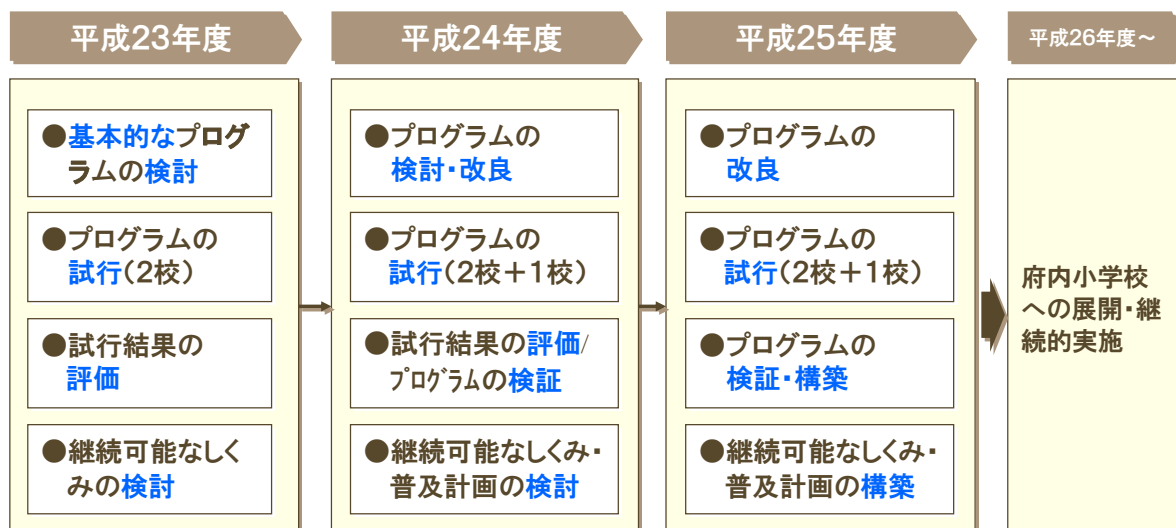 平成23年度
●基本的なプログ
ラムの検討
●プログラムの
試行(2校)
●試行結果の
評価
●継続可能なしく
みの検討
平成24年度
●プログラムの
検討・改良
●プログラムの
試行(2校＋1校)
●試行結果の評価/
プログラムの検証
●継続可能なしくみ・
普及計画の検討
平成25年度
●プログラムの
改良
●プログラムの
試行(2校＋1校)
●プログラムの
検証・構築
●継続可能なしくみ・
普及計画の構築
平成26年度～
府内小学校
への展開・継
続的実施